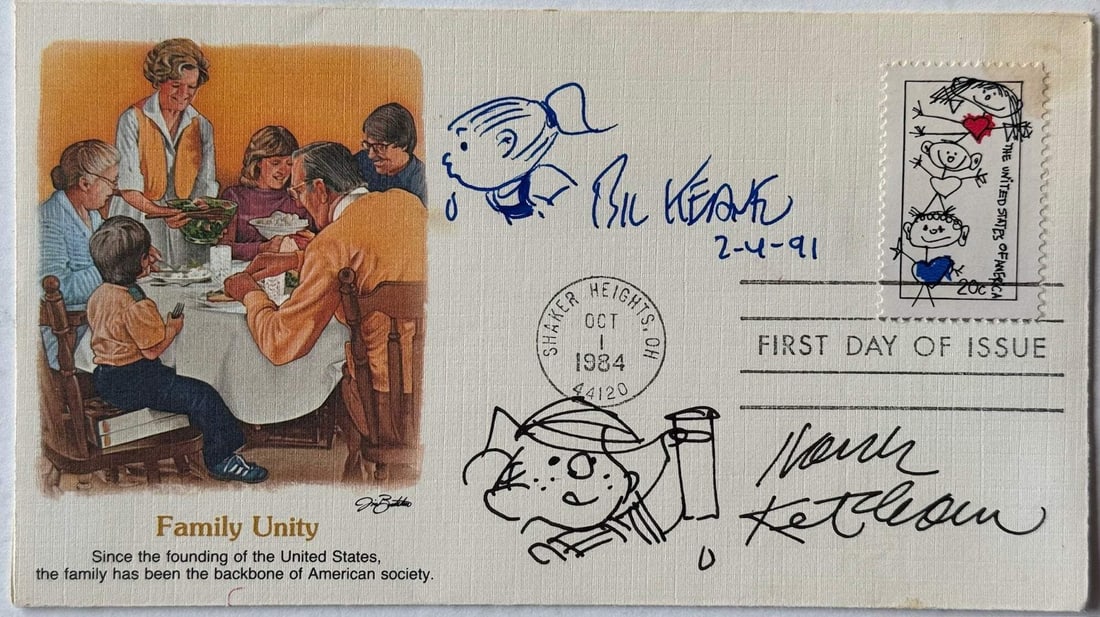 BIL KEANE
2-4-91
THE UNITED STATES OF AMERICA
20c
SHAKER HEIGHTS, OH
OCT
1
1984
44120
FIRST DAY OF ISSUE
Hank
Ketcham
Family Unity
Since the founding of the United States,
the family has been the backbone of American society.